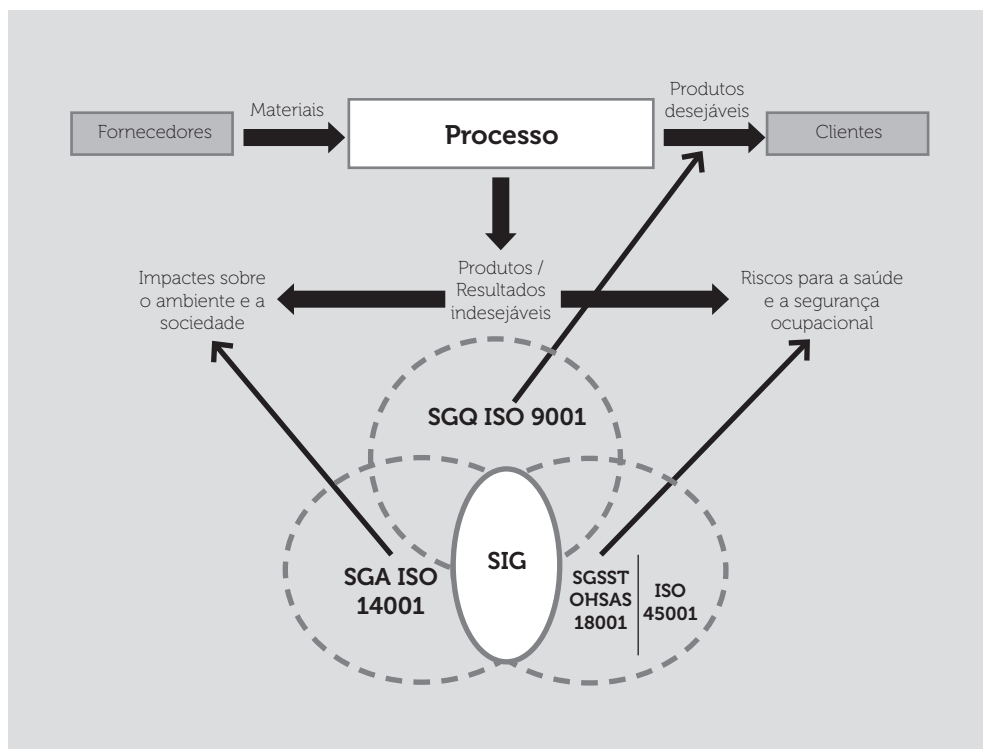 Fornecedores
Materiais
Processo
Produtos
desejáveis
Clientes
Impactes sobre
o ambiente e a
sociedade
Produtos /
Resultados
indesejáveis
Riscos para a saúde
e a segurança
ocupacional
SGQ ISO 9001
SGA ISO
14001
SIG
SGSST
OHSAS
18001
ISO
45001